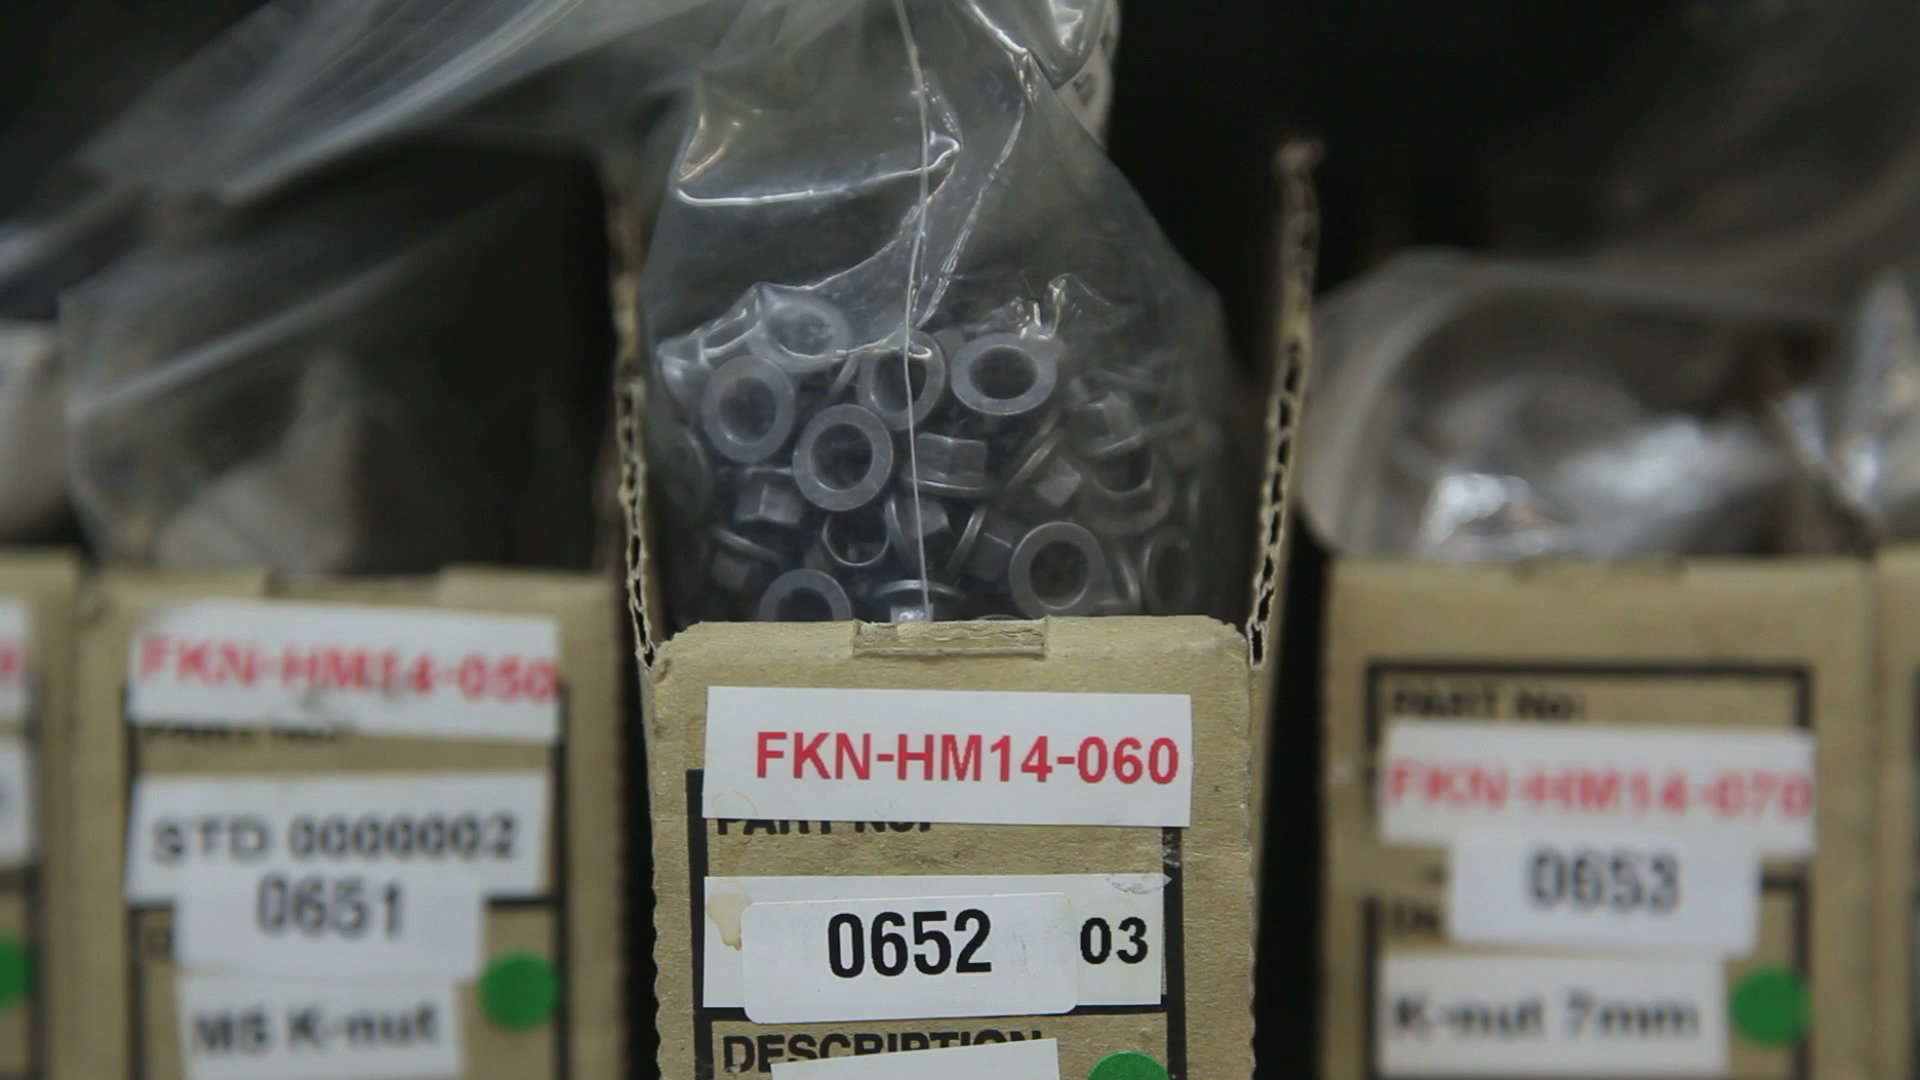 FKN-HM14-050
STD 0000002
0651
M5 K-nut
FKN-HM14-060
PART No:
0652 03
DESCRIPTION
PART No:
FKN-HM14-070
0653
K-nut 7mm